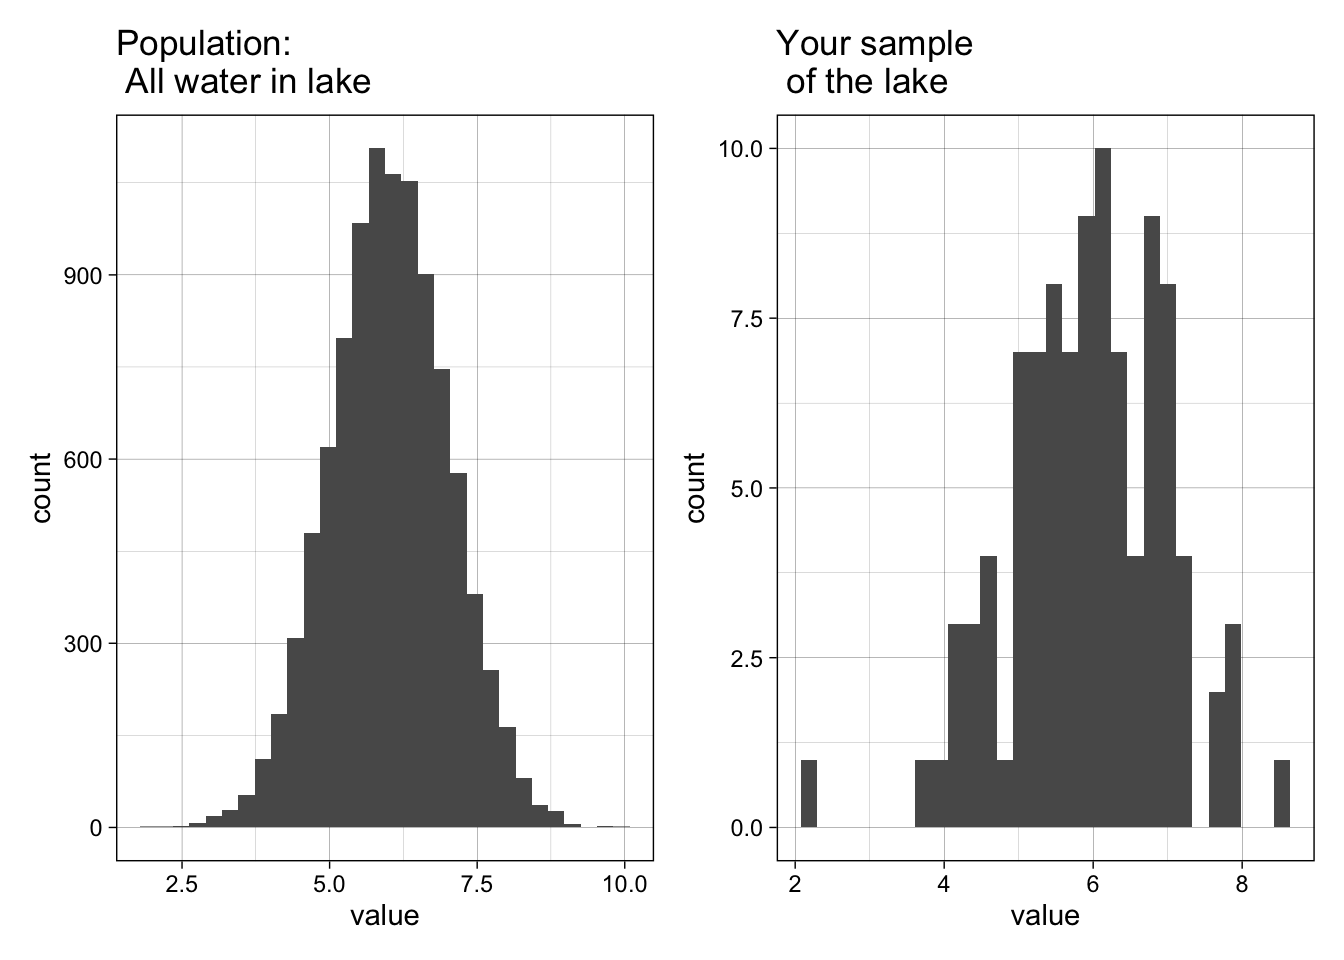 Population:
All water in lake
count
900
600
300
0
2.5 5.0 7.5 10.0
value
Your sample
of the lake
count
10.0
7.5
5.0
2.5
0.0
2 4 6 8
value